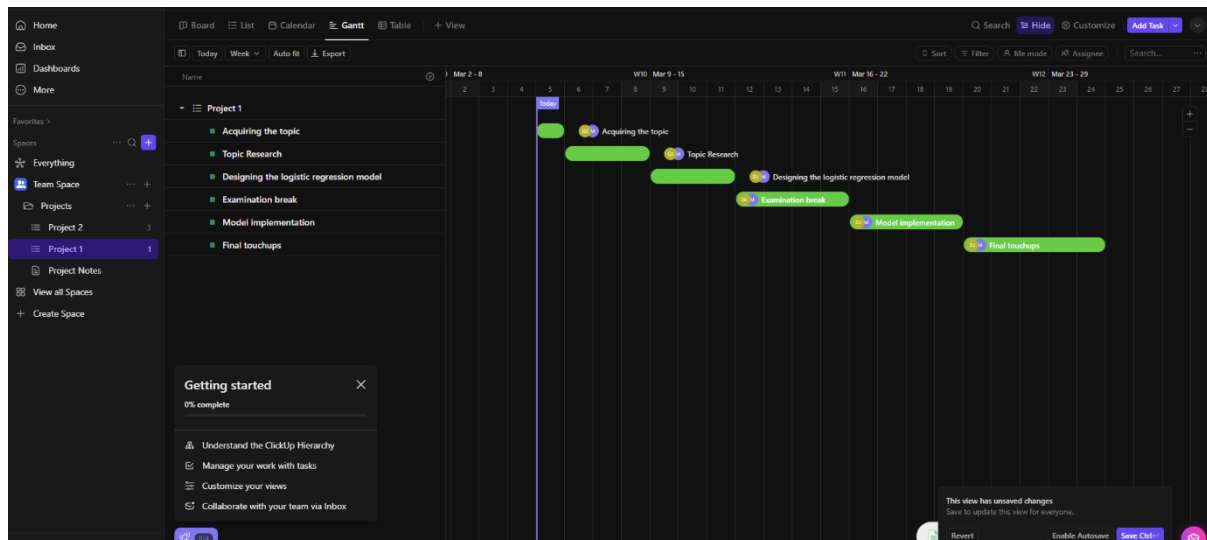 Home
Inbox
Dashboards
More
Favorites >
Spaces
Everything
Team Space
Projects
Project 2 3
Project 1 1
Project Notes
View all Spaces
+ Create Space
Board List Calendar Gantt Table + View
Search Hide Customize Add Task
Today Week Auto fit Export
Sort Filter Me mode Assignee Search...
Name
Mar 2 - 8 W10 Mar 9 - 15 W11 Mar 16 - 22 W12 Mar 23 - 29
2 3 4 5 6 7 8 9 10 11 12 13 14 15 16 17 18 19 20 21 22 23 24 25 26 27
Today
Project 1
Acquiring the topic
Topic Research
Designing the logistic regression model
Examination break
Model implementation
Final touchups
Acquiring the topic
Topic Research
Designing the logistic regression model
Examination break
Model implementation
Final touchups
Getting started
0% complete
Understand the ClickUp Hierarchy
Manage your work with tasks
Customize your views
Collaborate with your team via Inbox
0/4
This view has unsaved changes
Save to update this view for everyone.
Revert Enable Autosave Save Ctrl+↵